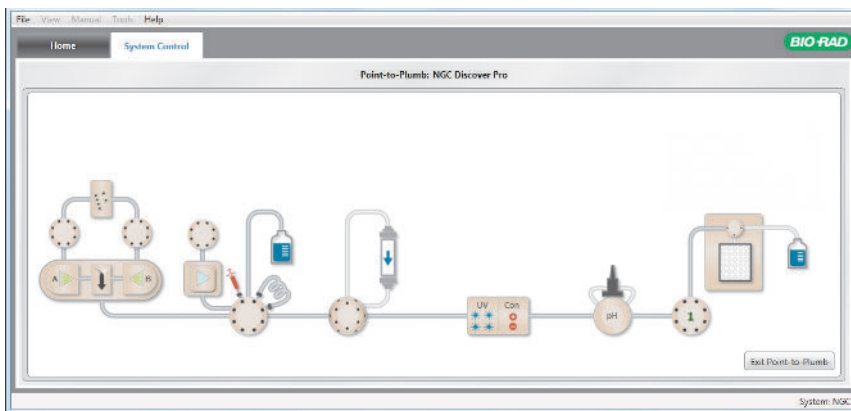 File View Manual Tools Help
Home System Control BIO-RAD
Point-to-Plumb: NGC Discover Pro
A B
UV Con
pH
1
Exit Point-to-Plumb
System: NGC